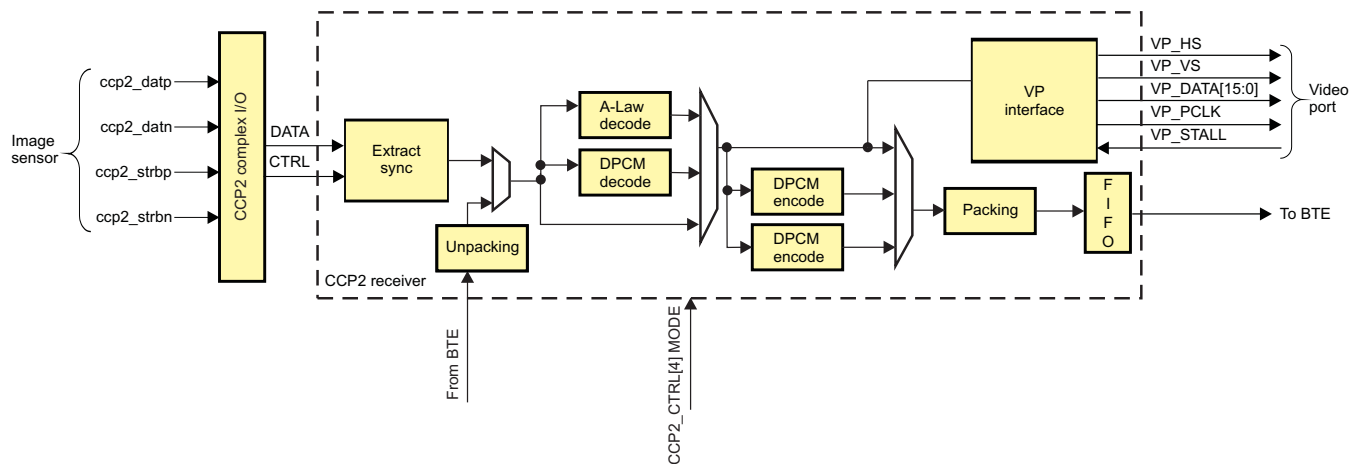 Image
sensor
ccp2_datp
ccp2_datn
ccp2_strbp
ccp2_strbn
CCP2 complex I/O
DATA
CTRL
Extract
sync
Unpacking
CCP2 receiver
From BTE
A-Law
decode
DPCM
decode
DPCM
encode
DPCM
encode
CCP2_CTRL[4] MODE
Packing
F
I
F
O
To BTE
VP
interface
VP_HS
VP_VS
VP_DATA[15:0]
VP_PCLK
VP_STALL
Video
port